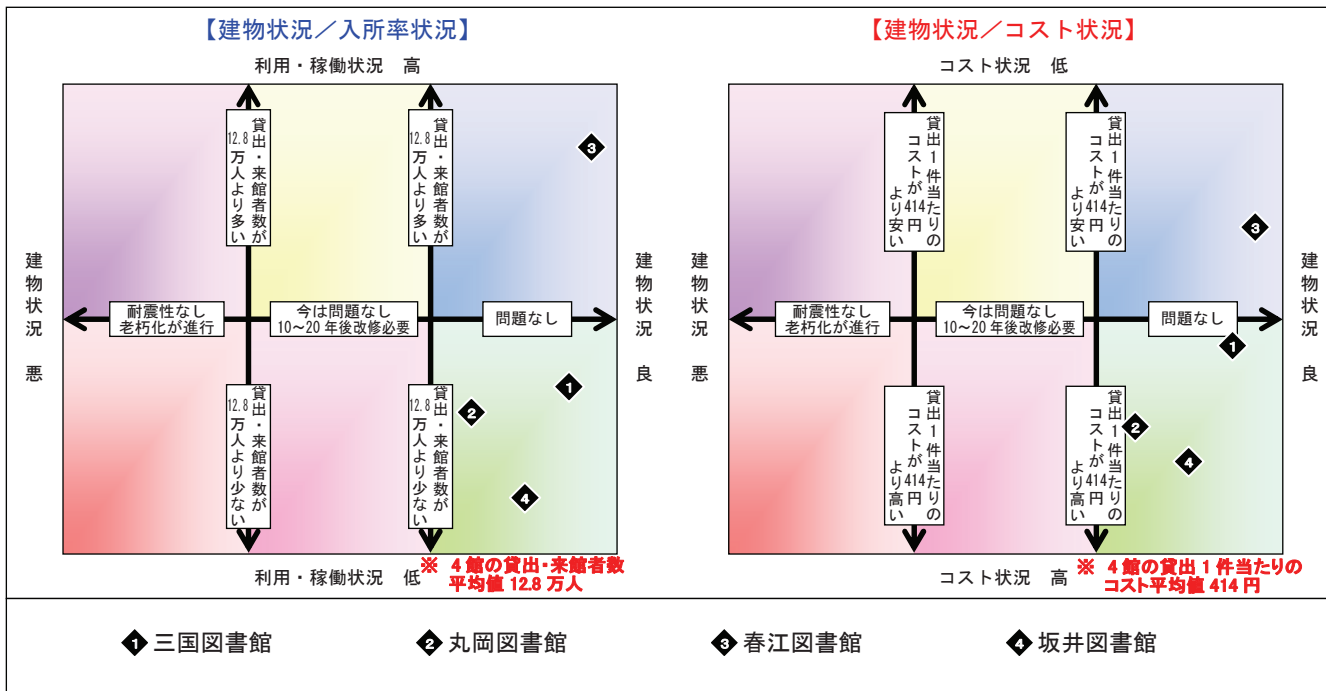 【建物状況／入所率状況】
利用・稼働状況　高
貸出・来館者数が
12.8
万人より多い
貸出・来館者数が
12.8
万人より多い
3
建物状況　悪
耐震性なし
老朽化が進行
今は問題なし
10～20 年後改修必要
問題なし
建物状況　良
貸出・来館者数が
12.8
万人より少ない
貸出・来館者数が
12.8
万人より少ない
1
2
4
利用・稼働状況　低
※ 4 館の貸出・来館者数
平均値 12.8 万人
【建物状況／コスト状況】
コスト状況　低
貸出１件当たりの
コストが414円
より安い
貸出１件当たりの
コストが414円
より安い
3
建物状況　悪
耐震性なし
老朽化が進行
今は問題なし
10～20 年後改修必要
問題なし
建物状況　良
貸出１件当たりの
コストが414円
より高い
貸出１件当たりの
コストが414円
より高い
1
2
4
コスト状況　高
※ 4 館の貸出 1 件当たりの
コスト平均値 414 円
1 三国図書館
2 丸岡図書館
3 春江図書館
4 坂井図書館